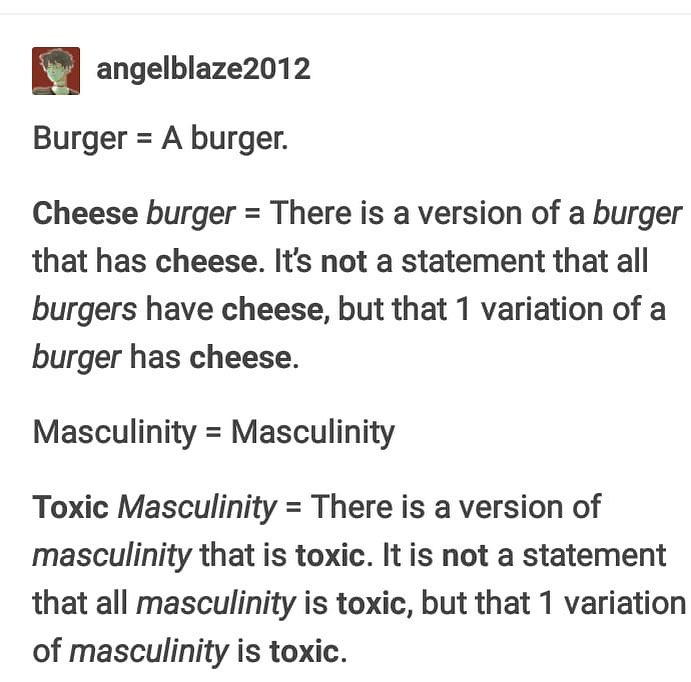 angelblaze2012
Burger = A burger.
Cheese burger = There is a version of a burger
that has cheese. It's not a statement that all
burgers have cheese, but that 1 variation of a
burger has cheese.
Masculinity = Masculinity
Toxic Masculinity = There is a version of
masculinity that is toxic. It is not a statement
that all masculinity is toxic, but that 1 variation
of masculinity is toxic.